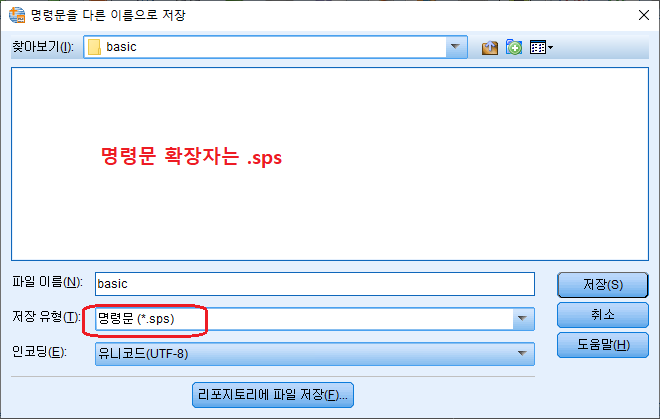 명령문을 다른 이름으로 저장
찾아보기(I): basic
명령문 확장자는 .sps
파일 이름(N): basic 저장(S)
저장 유형(T): 명령문 (*.sps) 취소
인코딩(E): 유니코드(UTF-8) 도움말(H)
리포지토리에 파일 저장(F)...